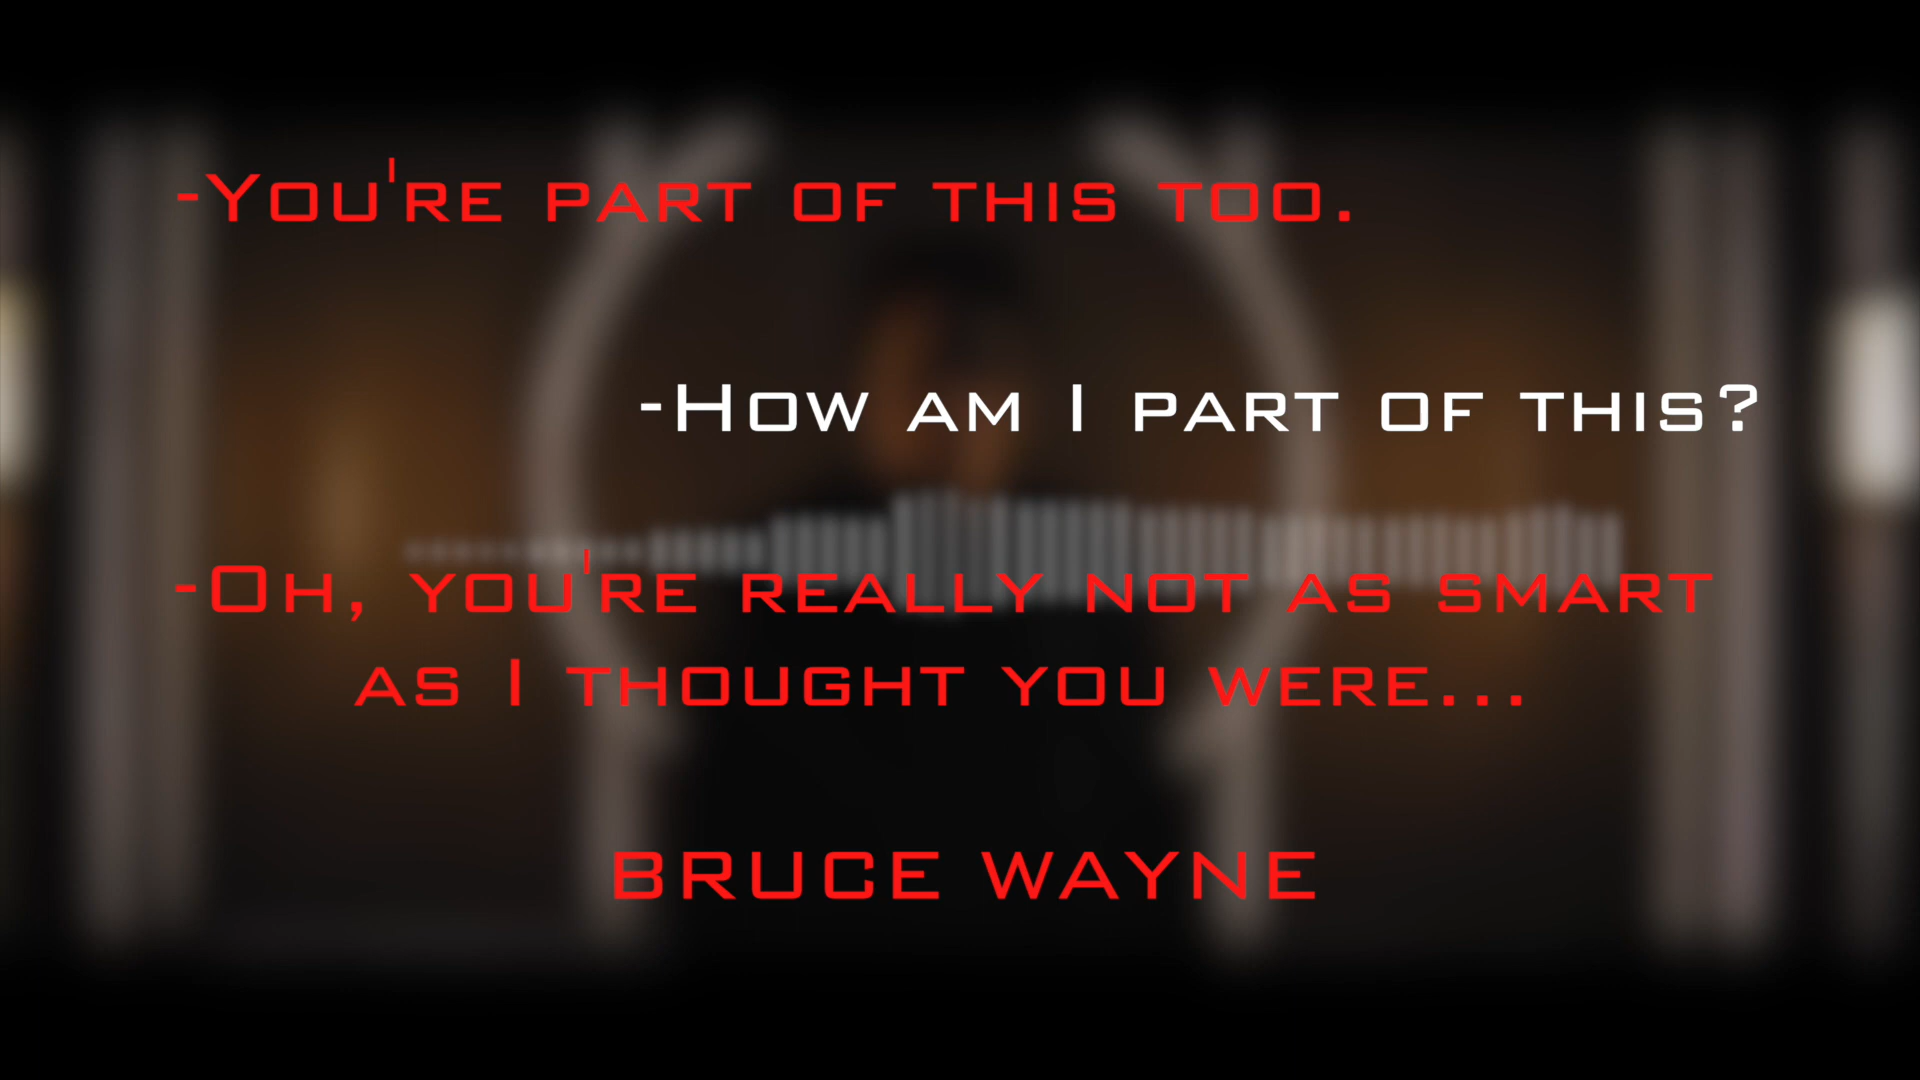 -You're part of this too.
-How am I part of this?
-Oh, you're really not as smart
as I thought you were...
BRUCE WAYNE